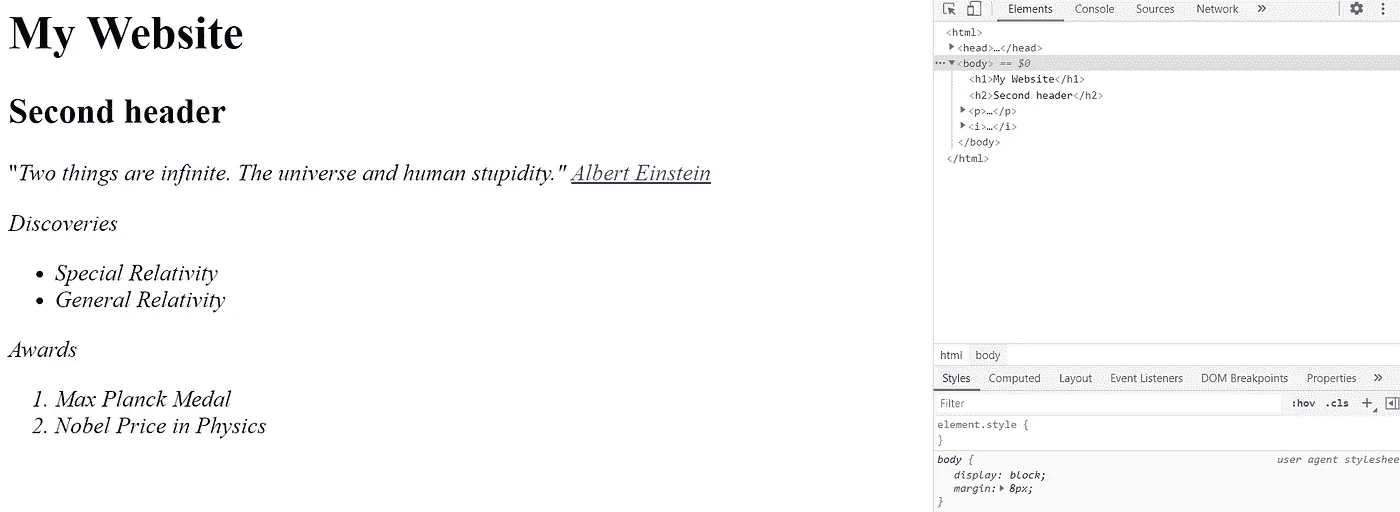 My Website
Second header
"Two things are infinite. The universe and human stupidity." Albert Einstein
Discoveries
• Special Relativity
• General Relativity
Awards
1. Max Planck Medal
2. Nobel Price in Physics
Elements Console Sources Network »
<html>
<head>…</head>
<body> == $0
<h1>My Website</h1>
<h2>Second header</h2>
<p>…</p>
<i>…</i>
</body>
</html>
html body
Styles Computed Layout Event Listeners DOM Breakpoints Properties »
Filter :hov .cls +
element.style {
}
body { user agent styleshee
display: block;
margin: 8px;
}